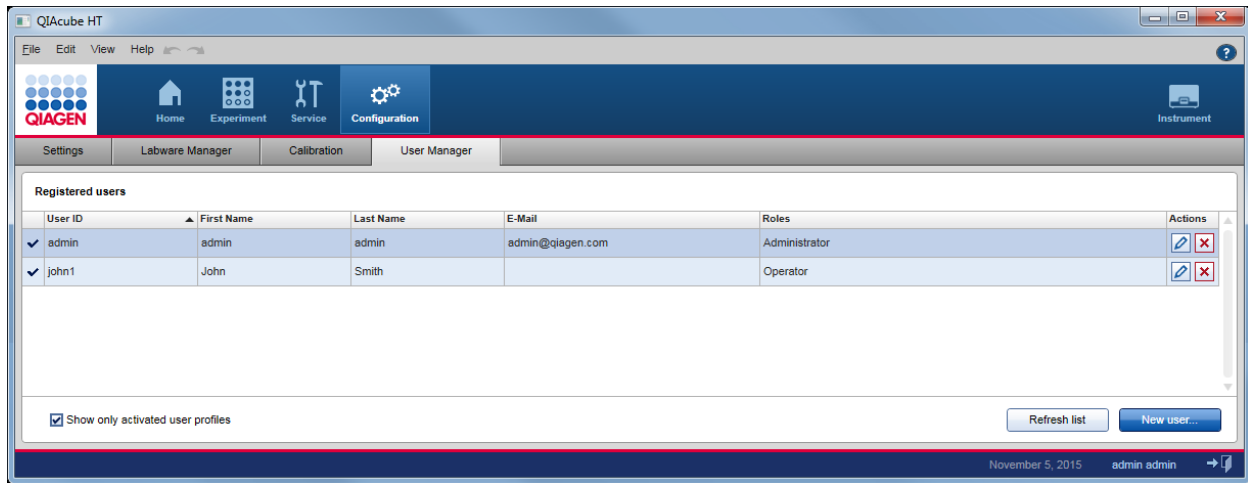 QIAcube HT
File Edit View Help
?
QIAGEN Home Experiment Service Configuration Instrument
Settings Labware Manager Calibration User Manager
Registered users
User ID First Name Last Name E-Mail Roles Actions
admin admin admin admin@qiagen.com Administrator
john1 John Smith Operator
Show only activated user profiles Refresh list New user...
November 5, 2015 admin admin